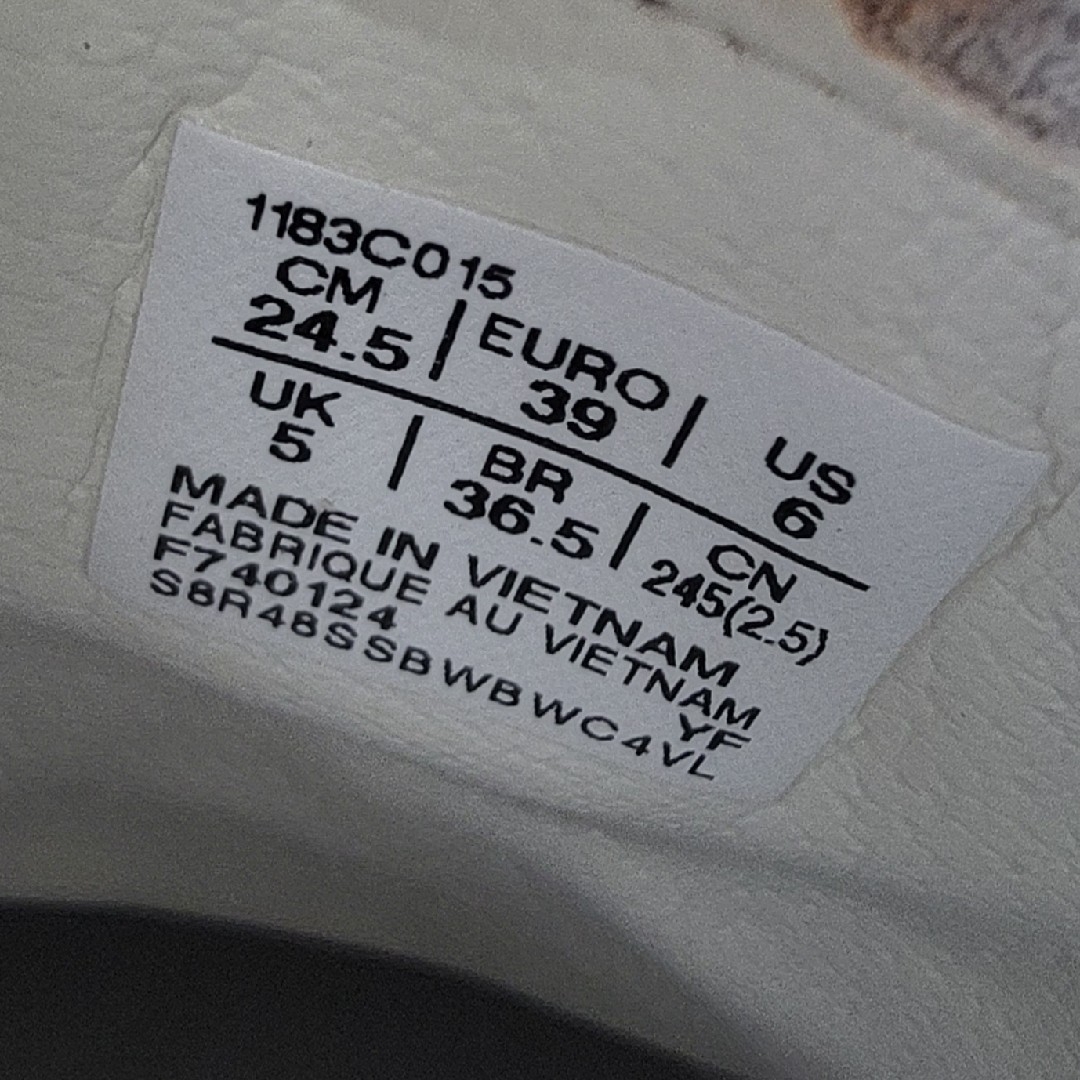 1183C015
CM | EURO | US
24.5 | 39 | 6
UK | BR | CN
5 | 36.5 | 245(2.5)
MADE IN VIETNAM
FABRIQUE AU VIETNAM
F740124 YF
S8R48SSBWBWC4VL